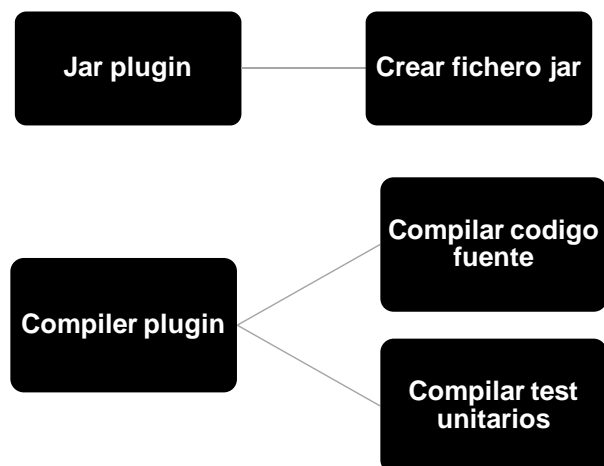 Jar plugin
Crear fichero jar
Compilar codigo
fuente
Compiler plugin
Compilar test
unitarios